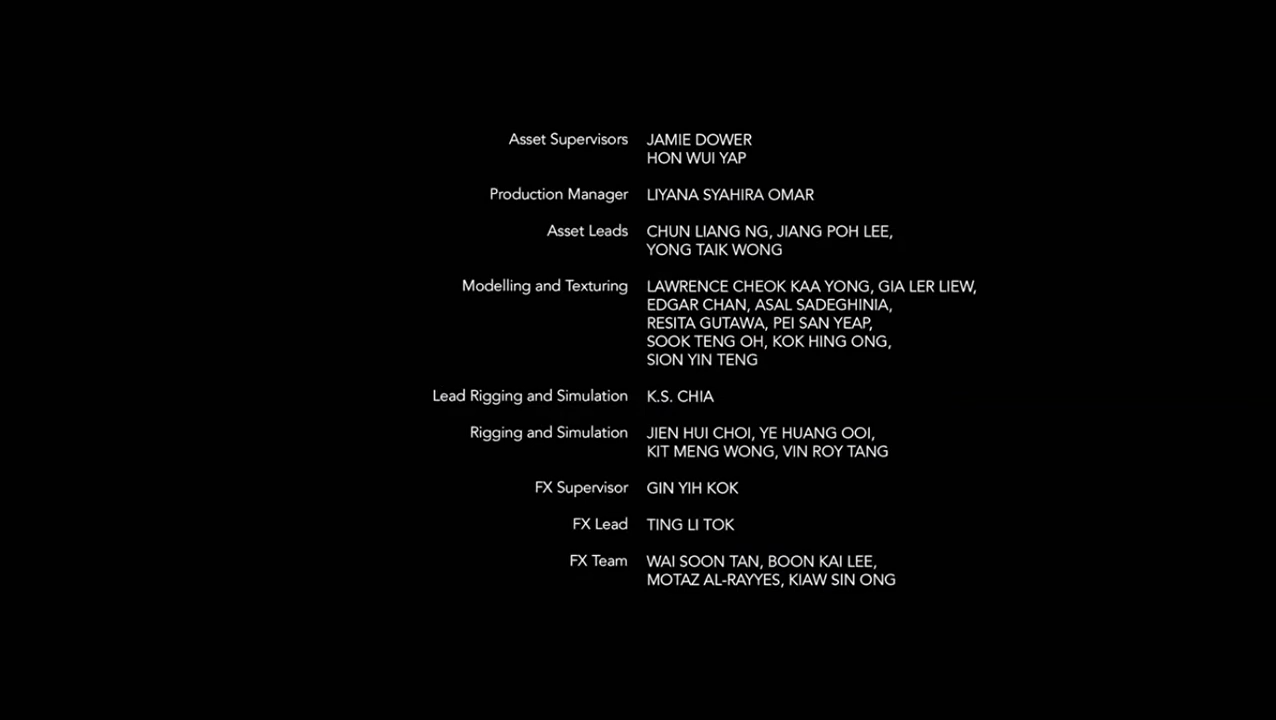 Asset Supervisors JAMIE DOWER
HON WUI YAP
Production Manager LIYANA SYAHIRA OMAR
Asset Leads CHUN LIANG NG, JIANG POH LEE,
YONG TAIK WONG
Modelling and Texturing LAWRENCE CHEOK KAA YONG, GIA LER LIEW,
EDGAR CHAN, ASAL SADEGHINIA,
RESITA GUTAWA, PEI SAN YEAP,
SOOK TENG OH, KOK HING ONG,
SION YIN TENG
Lead Rigging and Simulation K.S. CHIA
Rigging and Simulation JIEN HUI CHOI, YE HUANG OOI,
KIT MENG WONG, VIN ROY TANG
FX Supervisor GIN YIH KOK
FX Lead TING LI TOK
FX Team WAI SOON TAN, BOON KAI LEE,
MOTAZ AL-RAYYES, KIAW SIN ONG